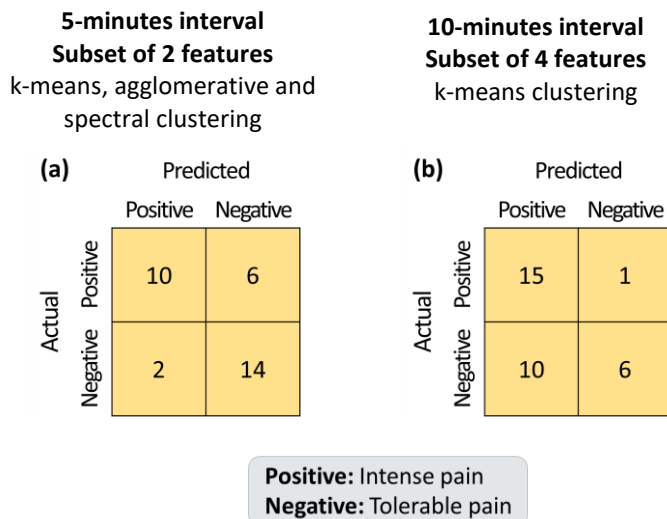 5-minutes interval
Subset of 2 features
k-means, agglomerative and
spectral clustering
10-minutes interval
Subset of 4 features
k-means clustering
(a)
Predicted
Positive Negative
Actual
Positive
10 6
Negative
2 14
(b)
Predicted
Positive Negative
Actual
Positive
15 1
Negative
10 6
Positive: Intense pain
Negative: Tolerable pain